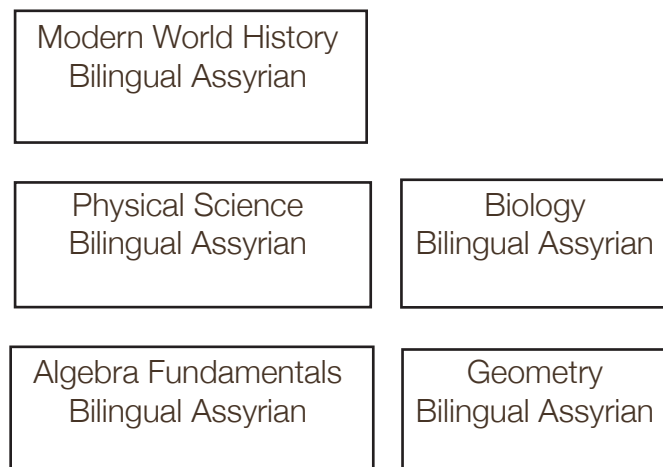 Modern World History
Bilingual Assyrian
Physical Science
Bilingual Assyrian
Biology
Bilingual Assyrian
Algebra Fundamentals
Bilingual Assyrian
Geometry
Bilingual Assyrian